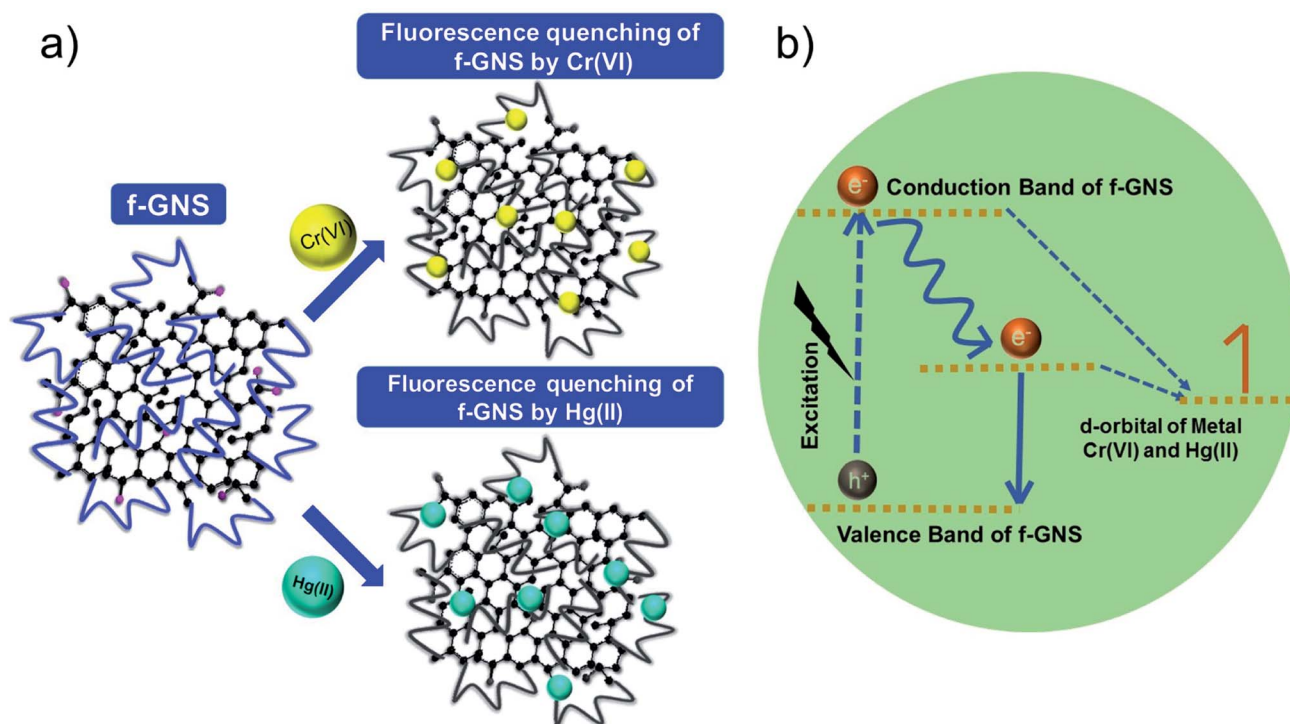 a)
Fluorescence quenching of
f-GNS by Cr(VI)
f-GNS
Cr(VI)
Fluorescence quenching of
f-GNS by Hg(II)
Hg(II)
b)
e⁻
Conduction Band of f-GNS
Excitation
e⁻
d-orbital of Metal
Cr(VI) and Hg(II)
h⁺
Valence Band of f-GNS